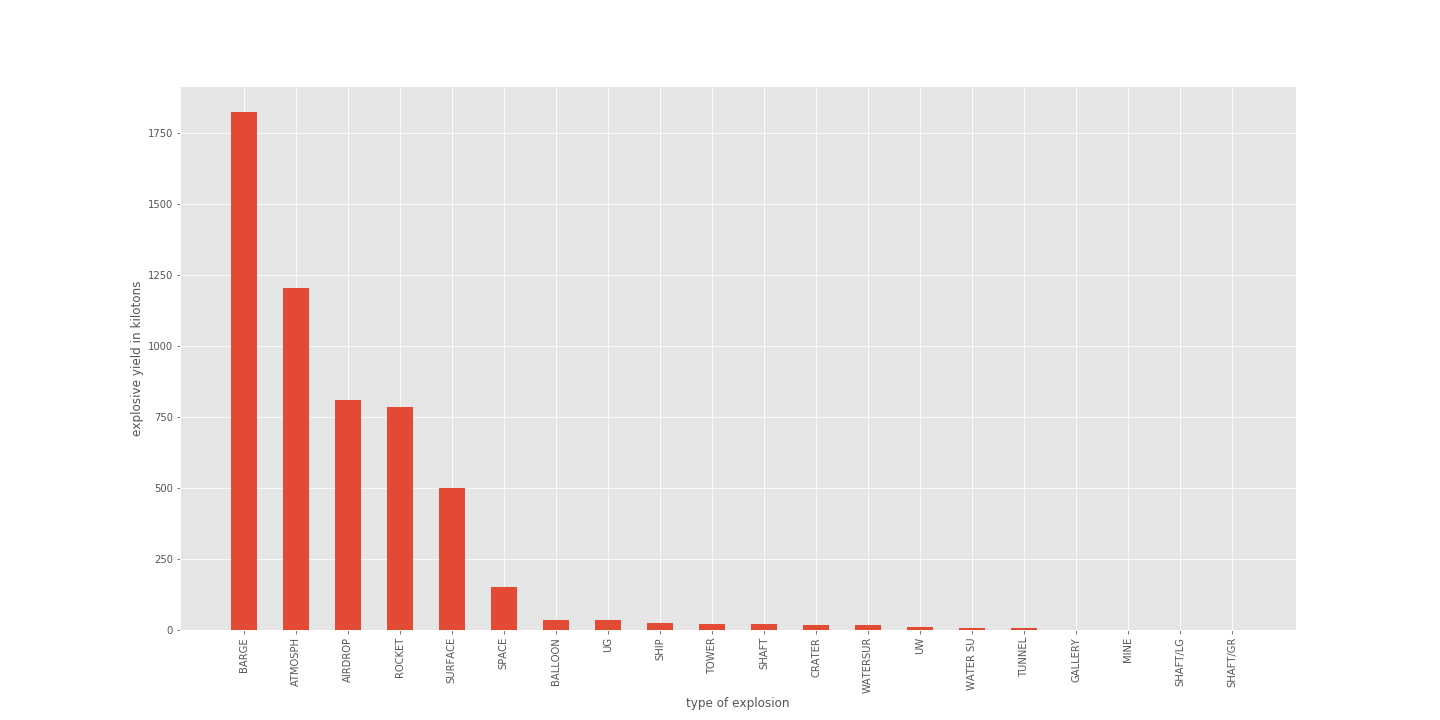 1750
1500
1250
1000
750
500
250
0
explosive yield in kilotons
BARGE
ATMOSPH
AIRDROP
ROCKET
SURFACE
SPACE
BALLOON
UG
SHIP
TOWER
SHAFT
CRATER
WATERSUR
UW
WATER SU
TUNNEL
GALLERY
MINE
SHAFT/LG
SHAFT/GR
type of explosion